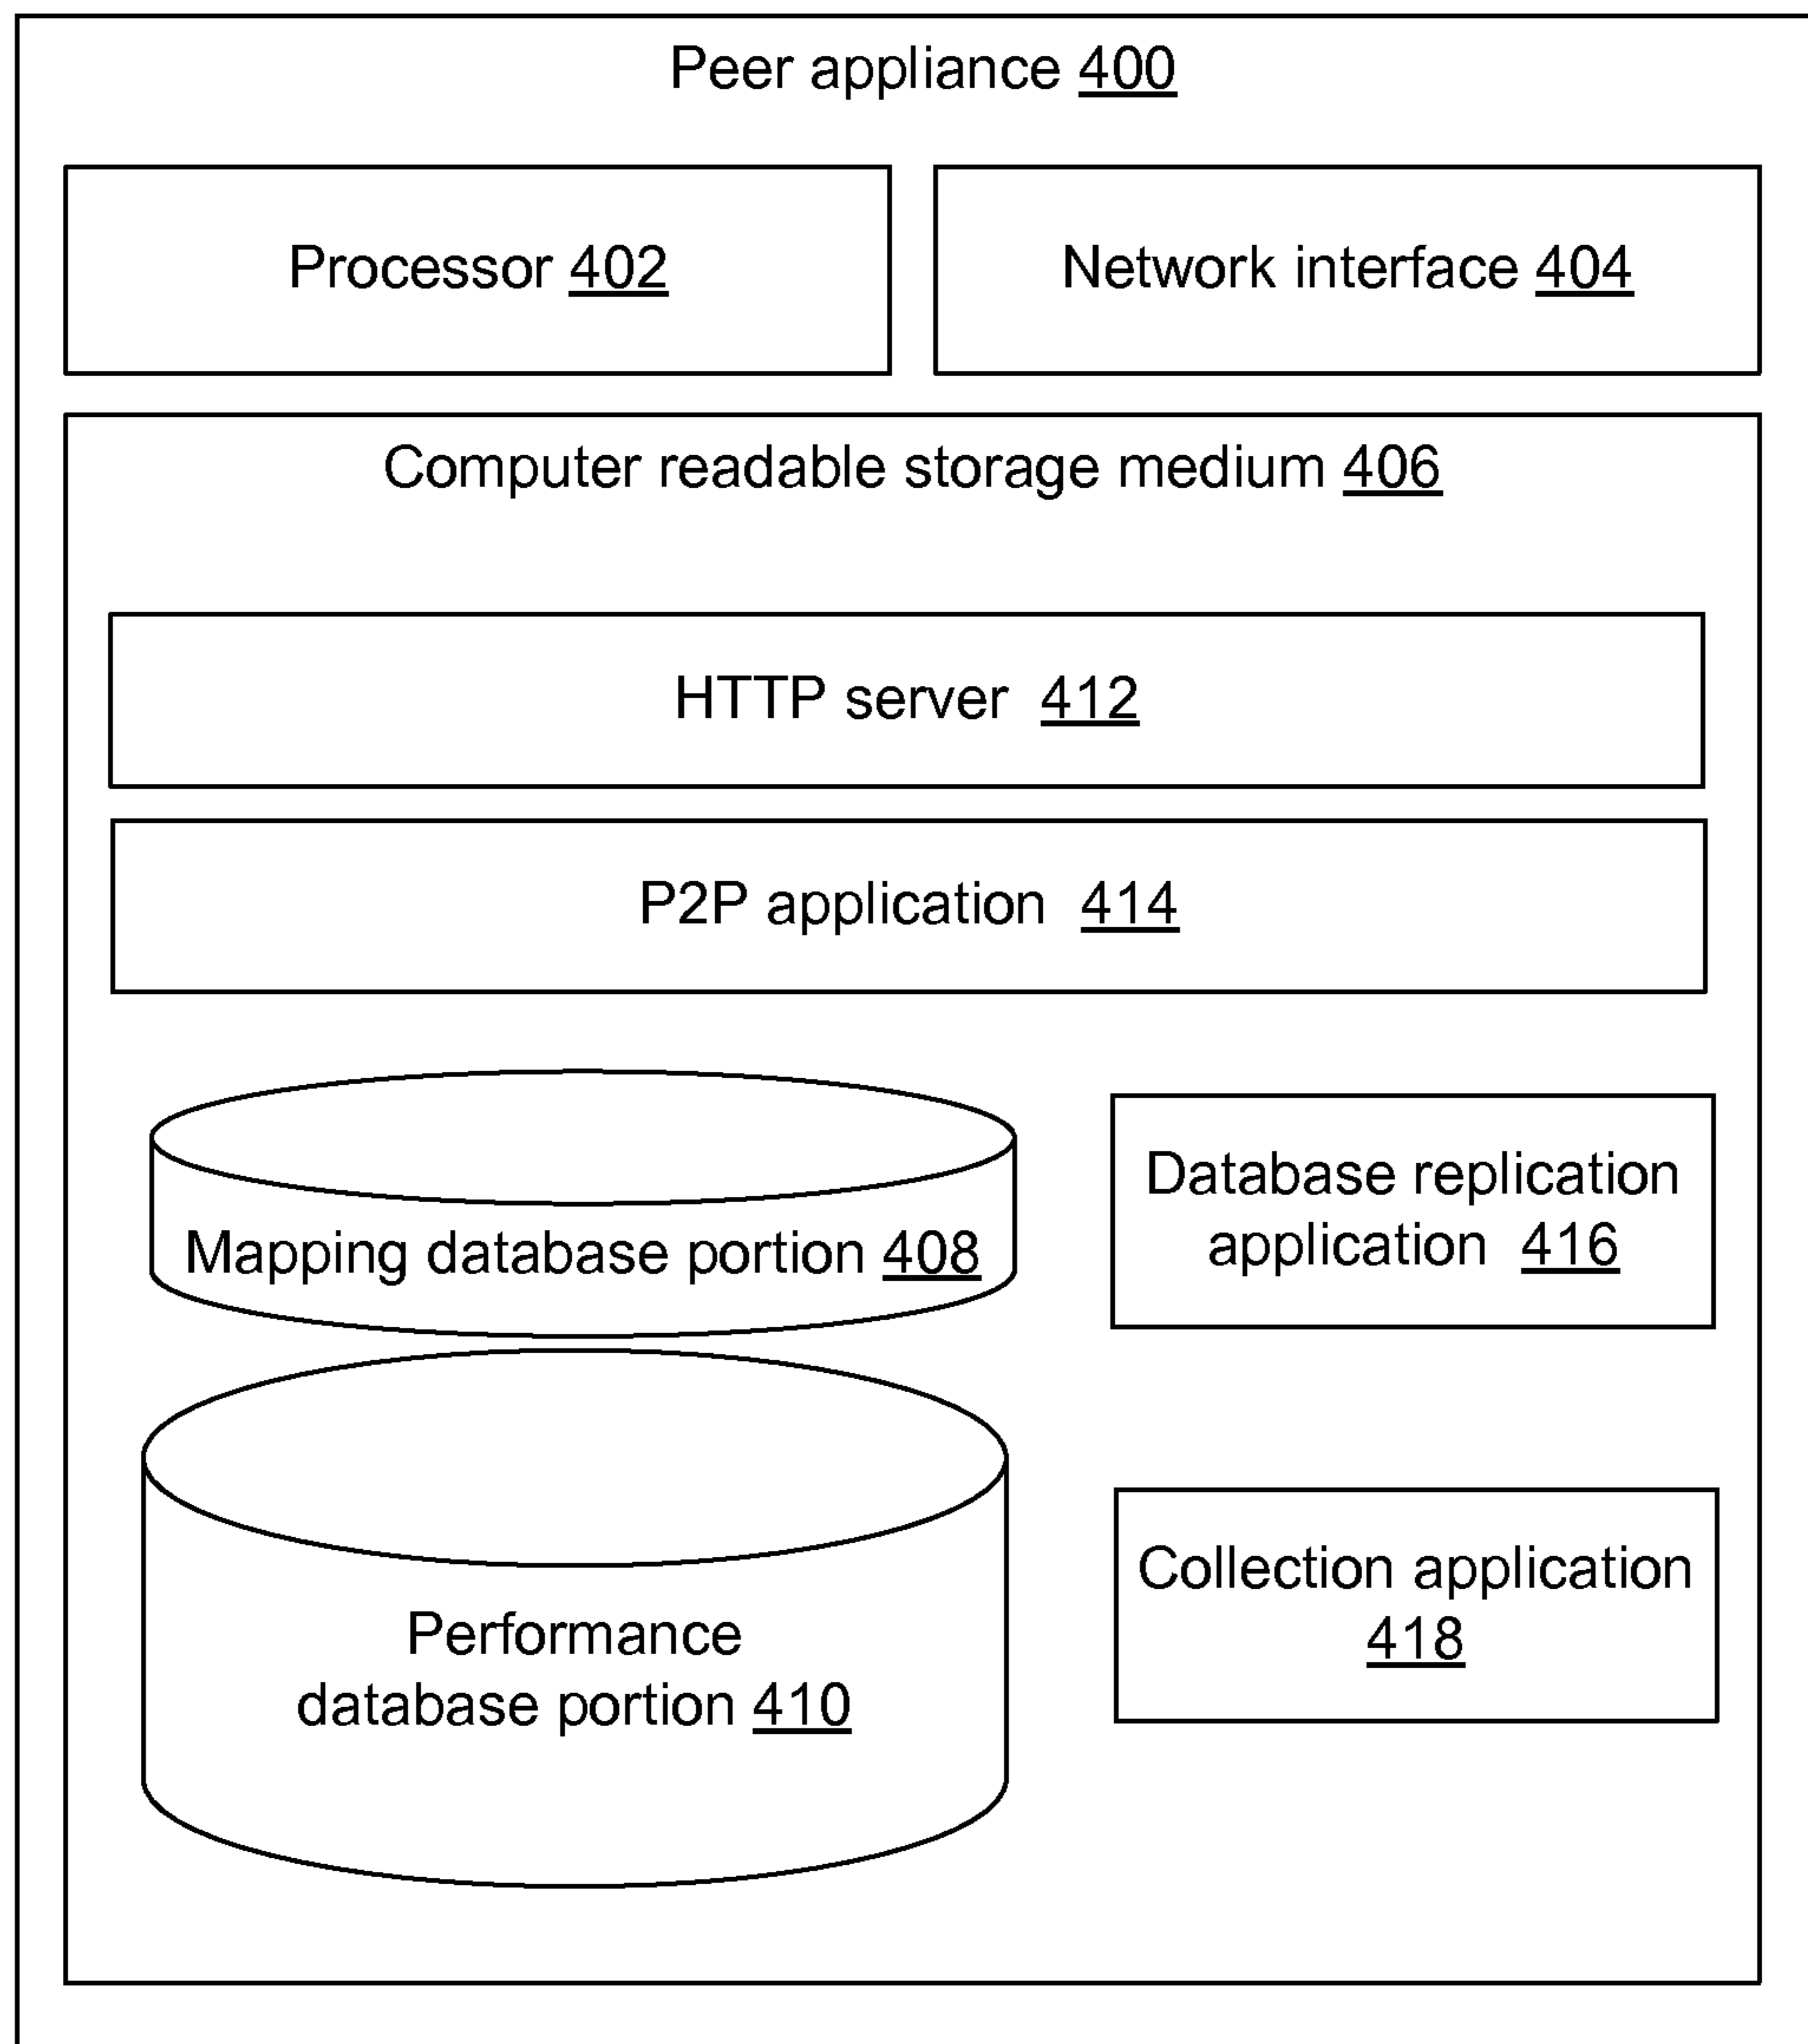 Peer appliance 400
Processor 402
Network interface 404
Computer readable storage medium 406
HTTP server 412
P2P application 414
Mapping database portion 408
Database replication
application 416
Performance
database portion 410
Collection application
418